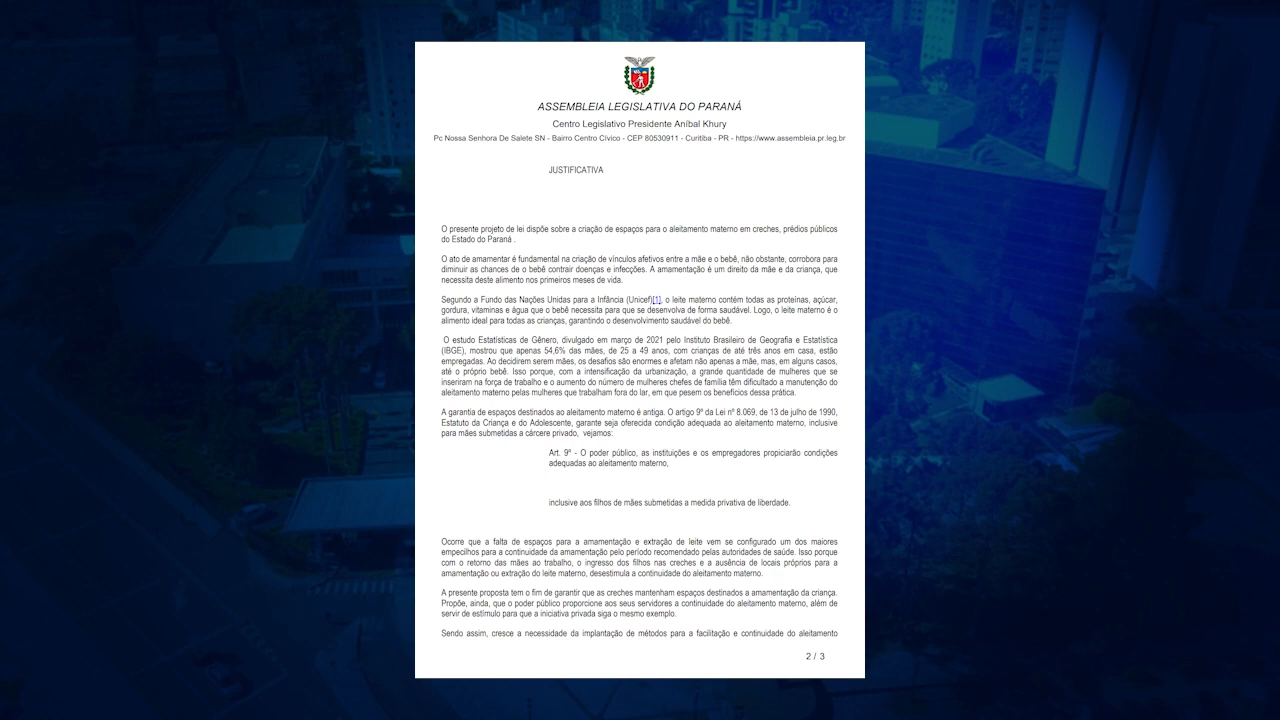 ASSEMBLEIA LEGISLATIVA DO PARANÁ
Centro Legislativo Presidente Aníbal Khury
Pc Nossa Senhora De Salete SN - Bairro Centro Cívico - CEP 80530911 - Curitiba - PR - https://www.assembleia.pr.leg.br
JUSTIFICATIVA
O presente projeto de lei dispõe sobre a criação de espaços para o aleitamento materno em creches, prédios públicos
do Estado do Paraná .
O ato de amamentar é fundamental na criação de vínculos afetivos entre a mãe e o bebê, não obstante, corrobora para
diminuir as chances de o bebê contrair doenças e infecções. A amamentação é um direito da mãe e da criança, que
necessita deste alimento nos primeiros meses de vida.
Segundo a Fundo das Nações Unidas para a Infância (Unicef)[1], o leite materno contém todas as proteínas, açúcar,
gordura, vitaminas e água que o bebê necessita para que se desenvolva de forma saudável. Logo, o leite materno é o
alimento ideal para todas as crianças, garantindo o desenvolvimento saudável do bebê.
O estudo Estatísticas de Gênero, divulgado em março de 2021 pelo Instituto Brasileiro de Geografia e Estatística
(IBGE), mostrou que apenas 54,6% das mães, de 25 a 49 anos, com crianças de até três anos em casa, estão
empregadas. Ao decidirem serem mães, os desafios são enormes e afetam não apenas a mãe, mas, em alguns casos,
até o próprio bebê. Isso porque, com a intensificação da urbanização, a grande quantidade de mulheres que se
inseriram na força de trabalho e o aumento do número de mulheres chefes de família têm dificultado a manutenção do
aleitamento materno pelas mulheres que trabalham fora do lar, em que pesem os benefícios dessa prática.
A garantia de espaços destinados ao aleitamento materno é antiga. O artigo 9º da Lei nº 8.069, de 13 de julho de 1990,
Estatuto da Criança e do Adolescente, garante seja oferecida condição adequada ao aleitamento materno, inclusive
para mães submetidas a cárcere privado, vejamos:
Art. 9º - O poder público, as instituições e os empregadores propiciarão condições
adequadas ao aleitamento materno,
inclusive aos filhos de mães submetidas a medida privativa de liberdade.
Ocorre que a falta de espaços para a amamentação e extração de leite vem se configurado um dos maiores
empecilhos para a continuidade da amamentação pelo período recomendado pelas autoridades de saúde. Isso porque
com o retorno das mães ao trabalho, o ingresso dos filhos nas creches e a ausência de locais próprios para a
amamentação ou extração do leite materno, desestimula a continuidade do aleitamento materno.
A presente proposta tem o fim de garantir que as creches mantenham espaços destinados a amamentação da criança.
Propõe, ainda, que o poder público proporcione aos seus servidores a continuidade do aleitamento materno, além de
servir de estímulo para que a iniciativa privada siga o mesmo exemplo.
Sendo assim, cresce a necessidade da implantação de métodos para a facilitação e continuidade do aleitamento
2 / 3